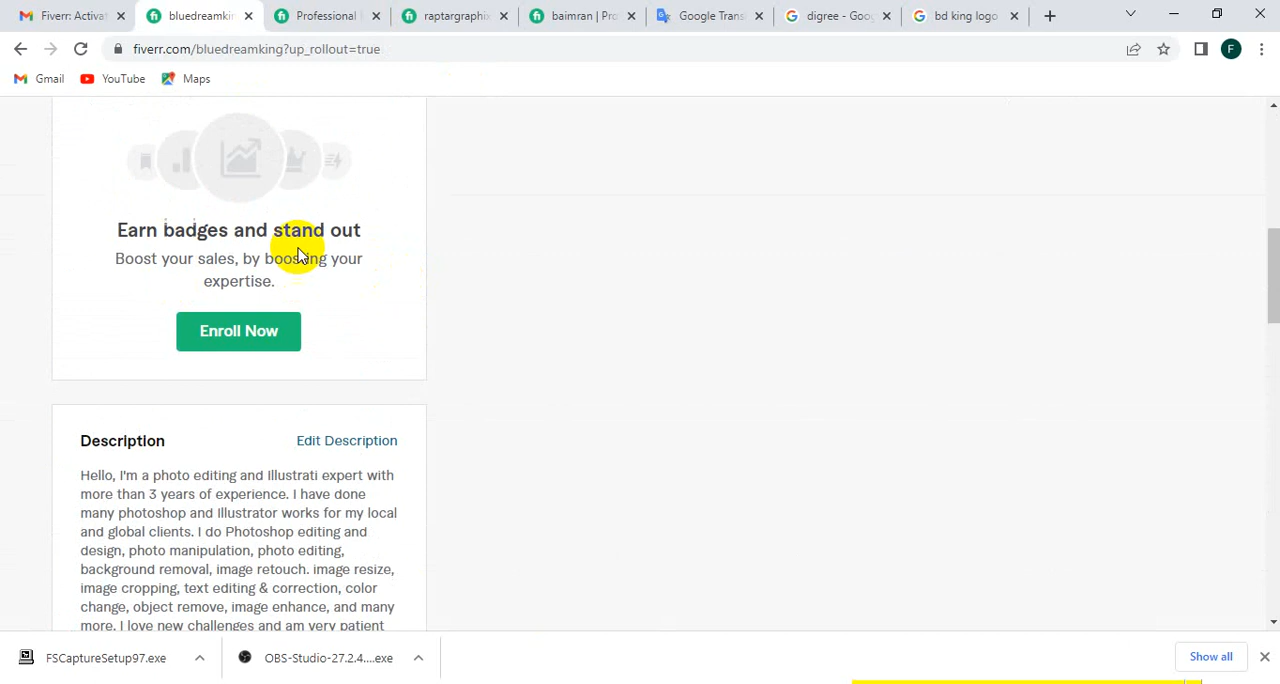 Fiverr: Activat
bluedreamkin
Professional
raptargraphix
baimran | Pro
Google Trans
digree - Goog
bd king logo
fiverr.com/bluedreamking?up_rollout=true
F
Gmail
YouTube
Maps
Earn badges and stand out
Boost your sales, by boosting your
expertise.
Enroll Now
Description
Edit Description
Hello, I'm a photo editing and Illustrati expert with
more than 3 years of experience. I have done
many photoshop and Illustrator works for my local
and global clients. I do Photoshop editing and
design, photo manipulation, photo editing,
background removal, image retouch. image resize,
image cropping, text editing & correction, color
change, object remove, image enhance, and many
more. I love new challenges and am very patient
FSCaptureSetup97.exe
OBS-Studio-27.2.4....exe
Show all